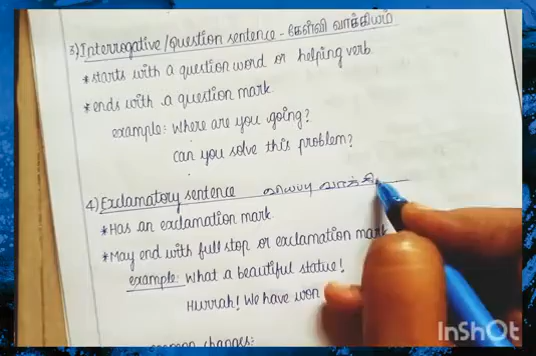 3) Interrogative/Question sentence - கேள்வி வாக்கியம்
*starts with a question word or helping verb
*ends with a question mark.
example: Where are you going?
can you solve this problem?
4) Exclamatory sentence வாக்கி
*Has an exclamation mark
*May end with full stop or exclamation mark
example: What a beautiful statue!
Hurrah! We have won
changes:
InShOt